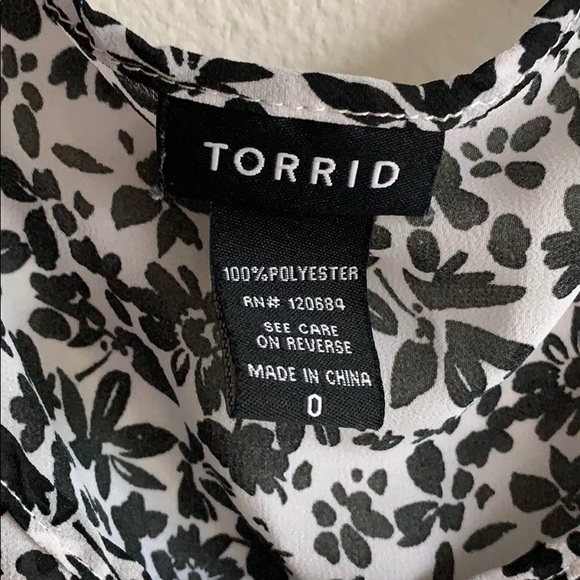 TORRID
100%POLYESTER
RN# 120684
SEE CARE
ON REVERSE
MADE IN CHINA
0